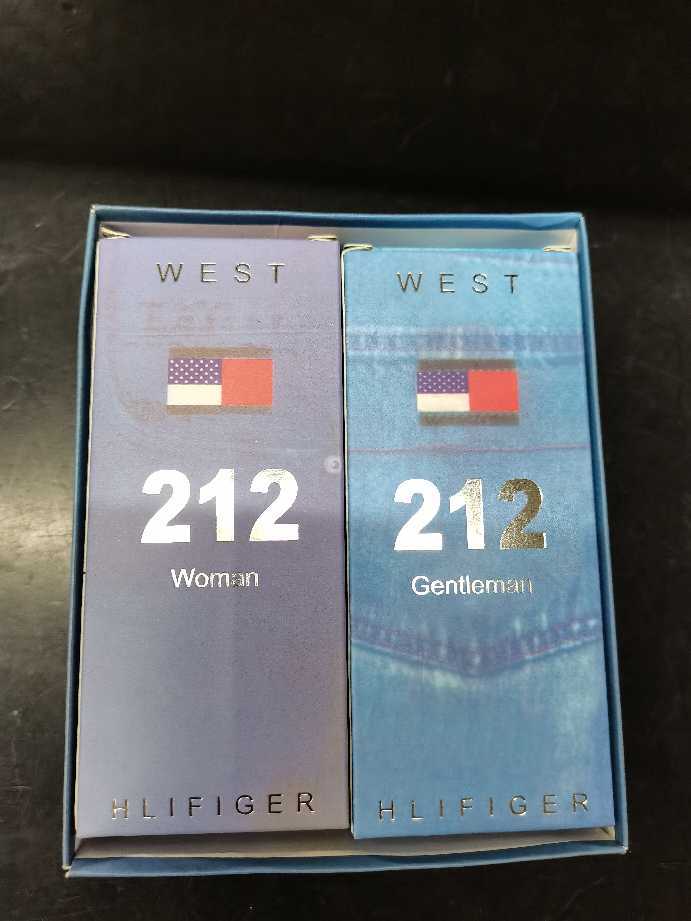 WEST
212
Woman
HLIFIGER
WEST
212
Gentleman
HLIFIGER